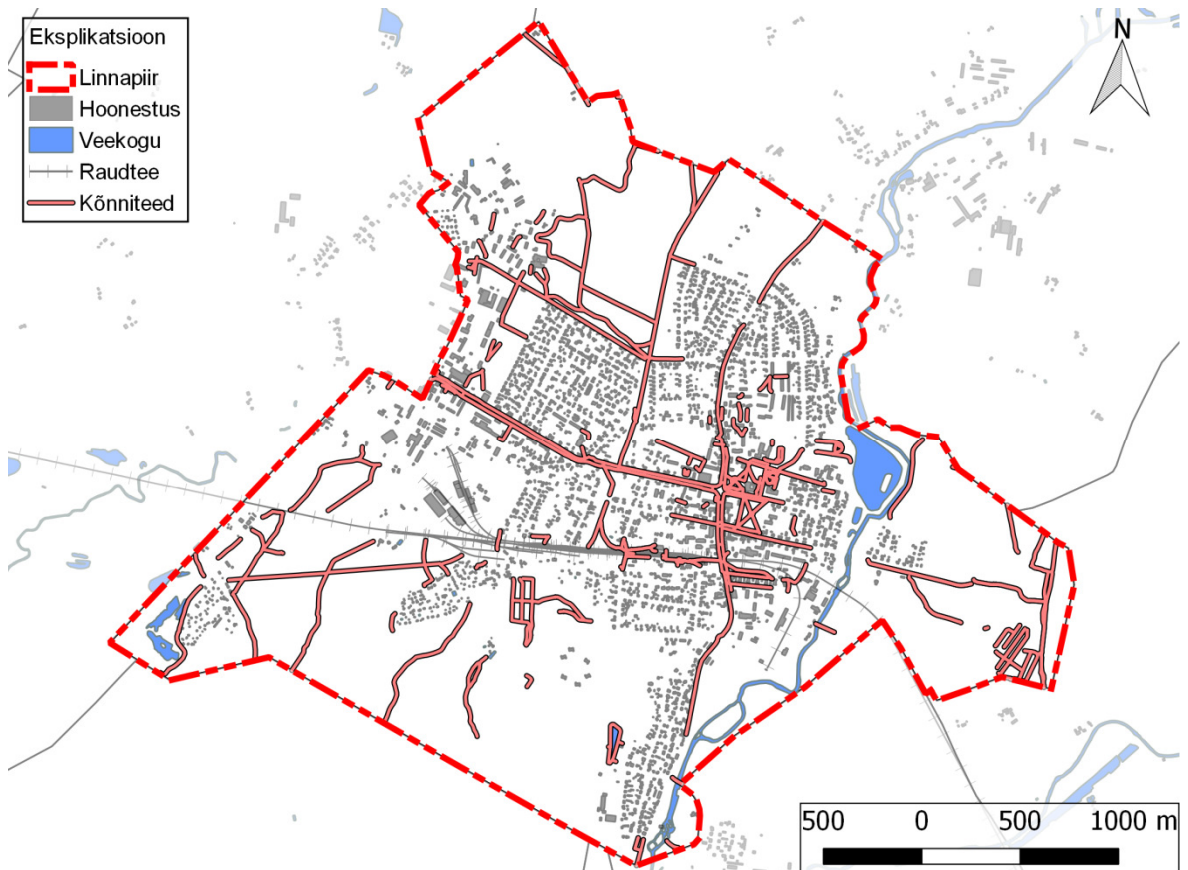 Eksplikatsioon
Linnapiir
Hoonestus
Veekogu
Raudtee
Kõnniteed
N
500 0 500 1000 m